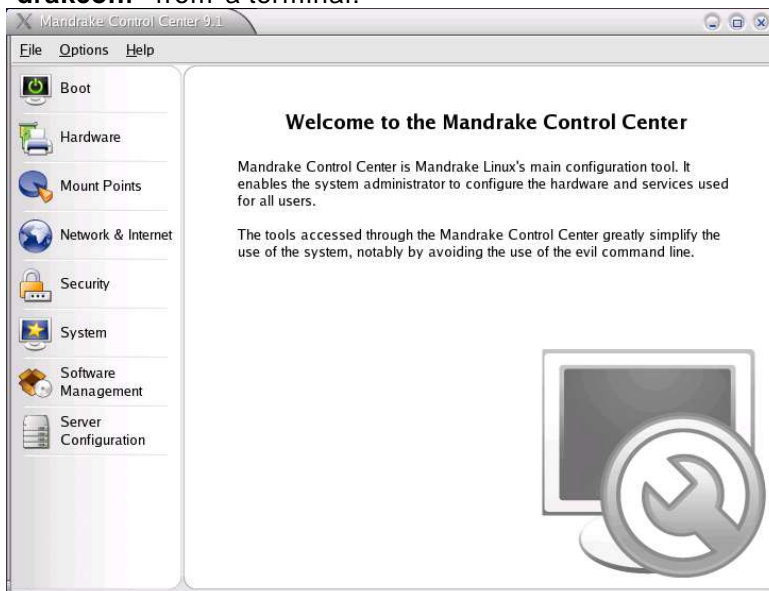 from a terminal.
Mandrake Control Center 9.1
File Options Help
Boot
Hardware
Mount Points
Network & Internet
Security
System
Software
Management
Server
Configuration
Welcome to the Mandrake Control Center
Mandrake Control Center is Mandrake Linux's main configuration tool. It
enables the system administrator to configure the hardware and services used
for all users.
The tools accessed through the Mandrake Control Center greatly simplify the
use of the system, notably by avoiding the use of the evil command line.